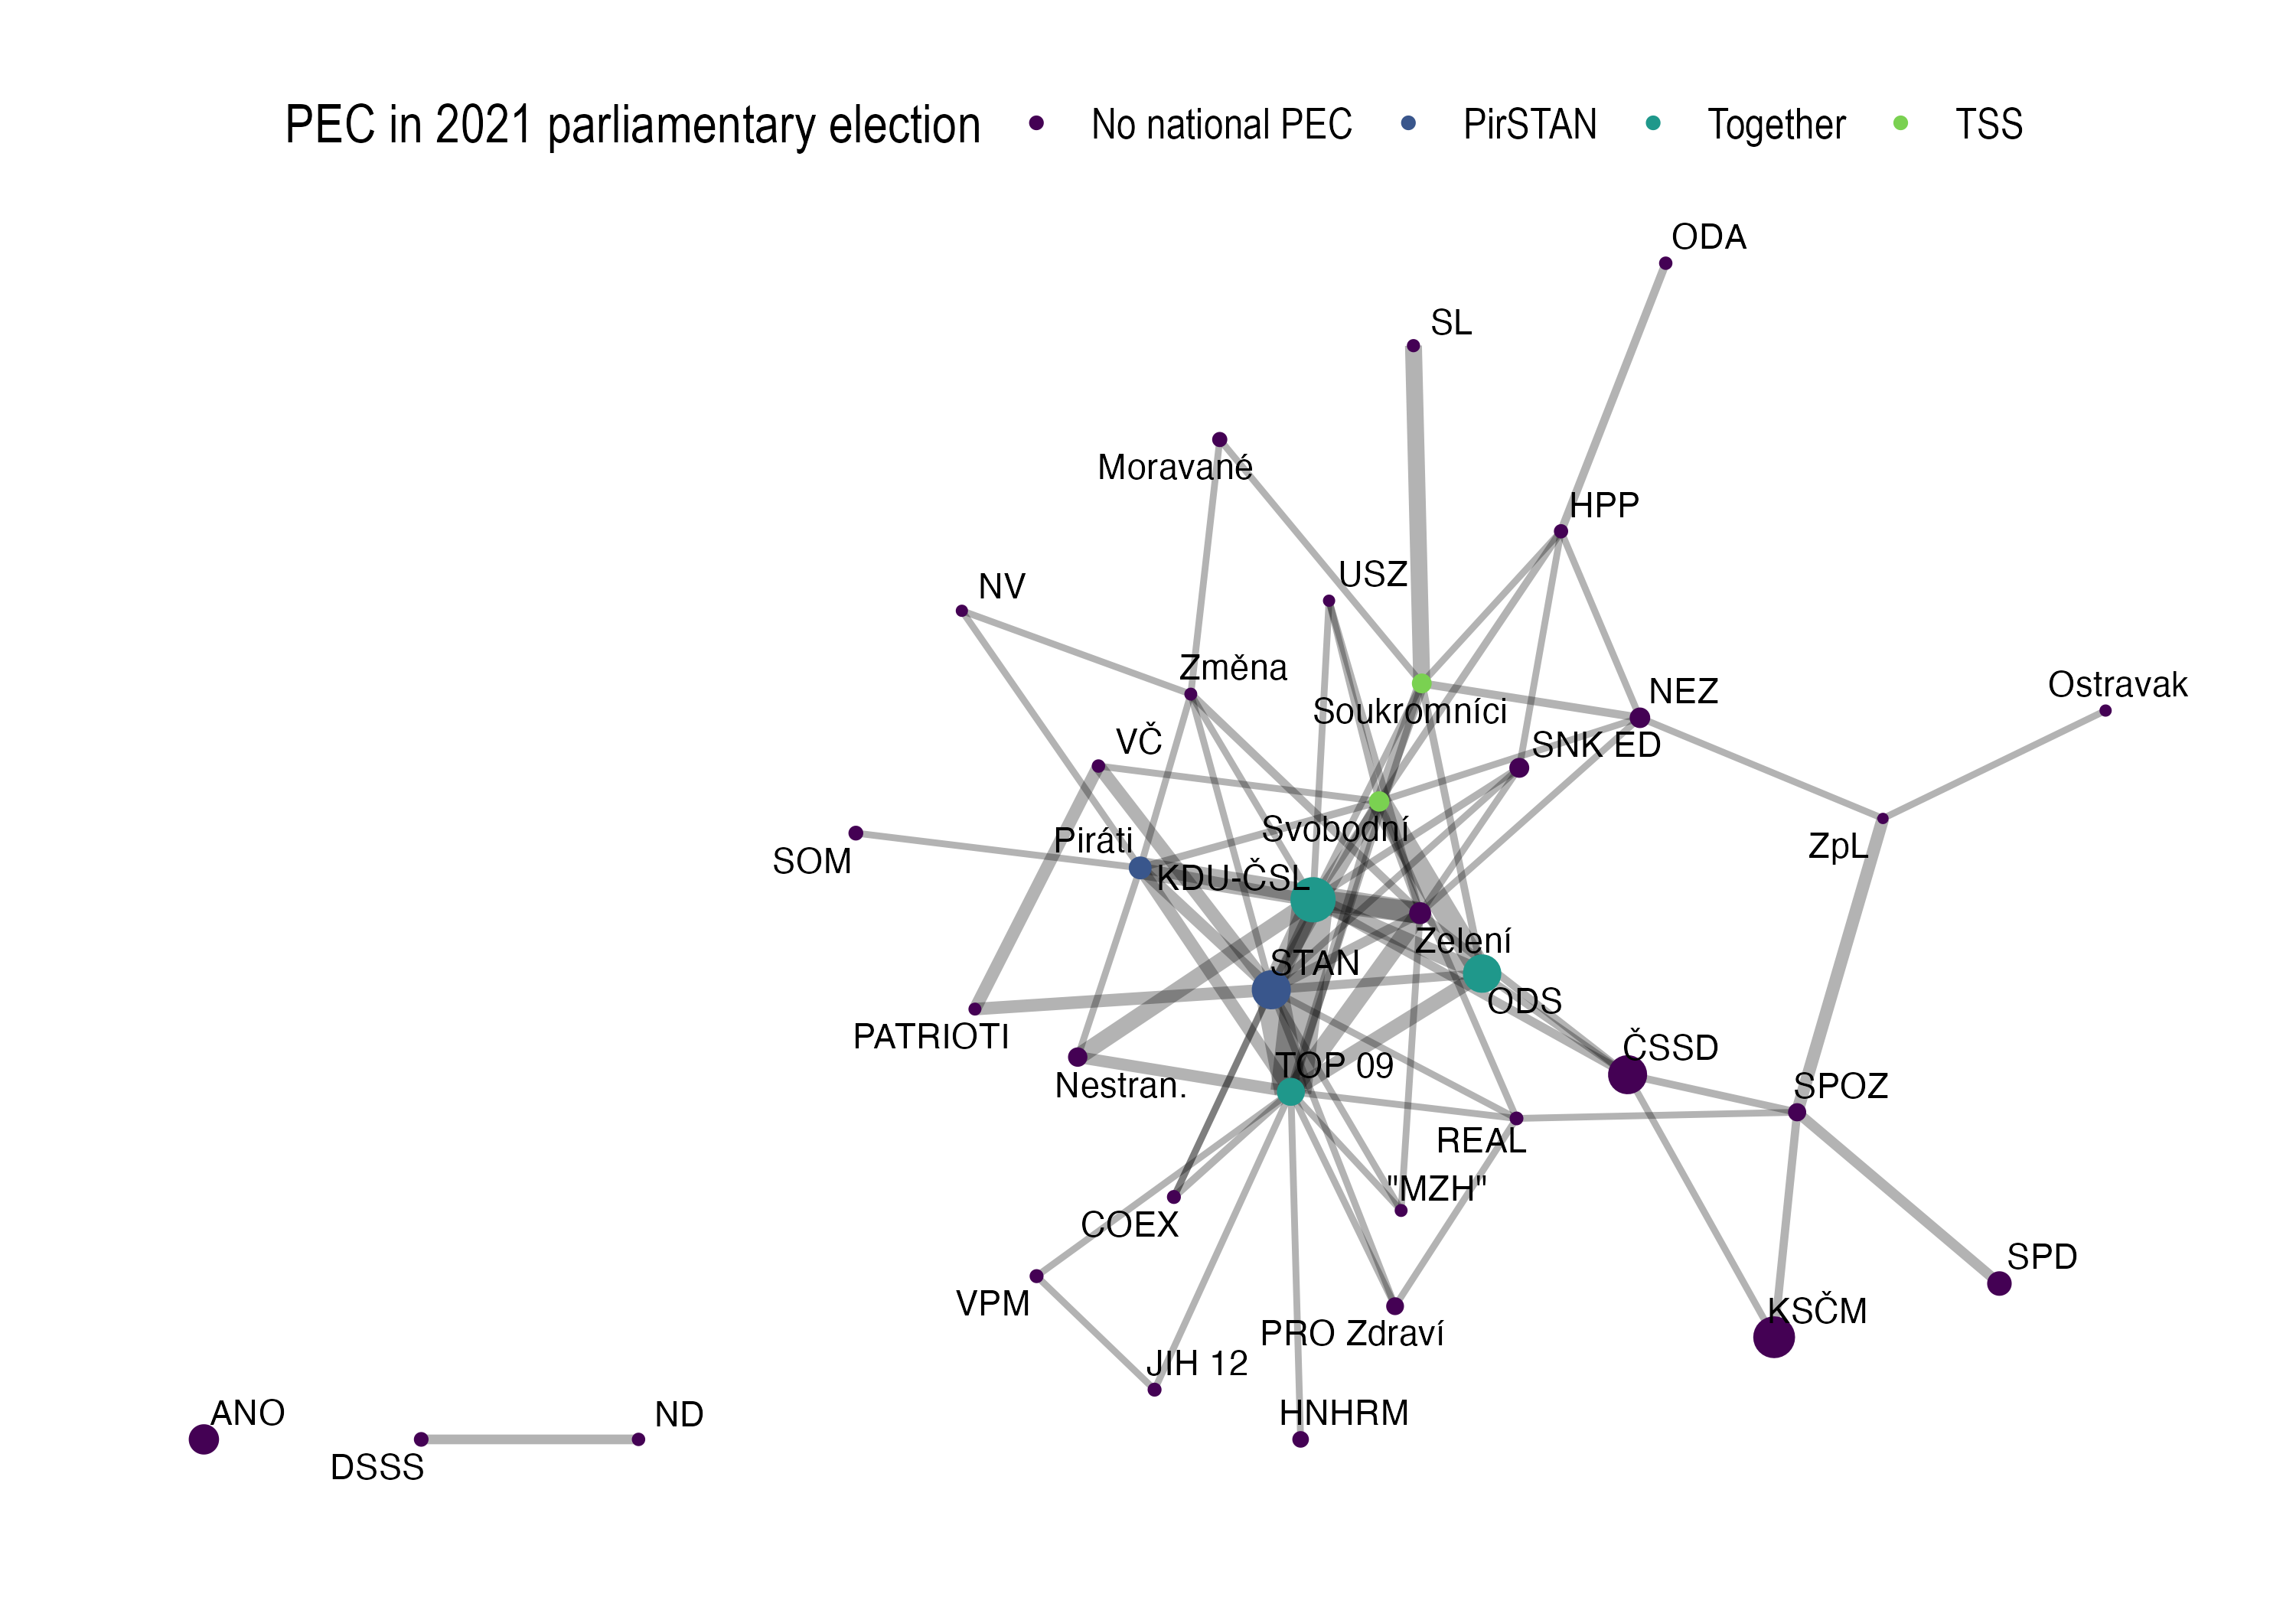 PEC in 2021 parliamentary election No national PEC PirSTAN Together TSS
ODA
SL
Moravané
HPP
USZ
NV
Změna
Soukromníci
NEZ
Ostravak
VČ
SNK ED
Piráti
Svobodní
ZpL
SOM
KDU-ČSL
Zelení
STAN
ODS
PATRIOTI
TOP 09
ČSSD
Nestran.
SPOZ
REAL
"MZH"
COEX
SPD
VPM
PRO Zdraví
KSČM
JIH 12
ANO
ND
HNHRM
DSSS